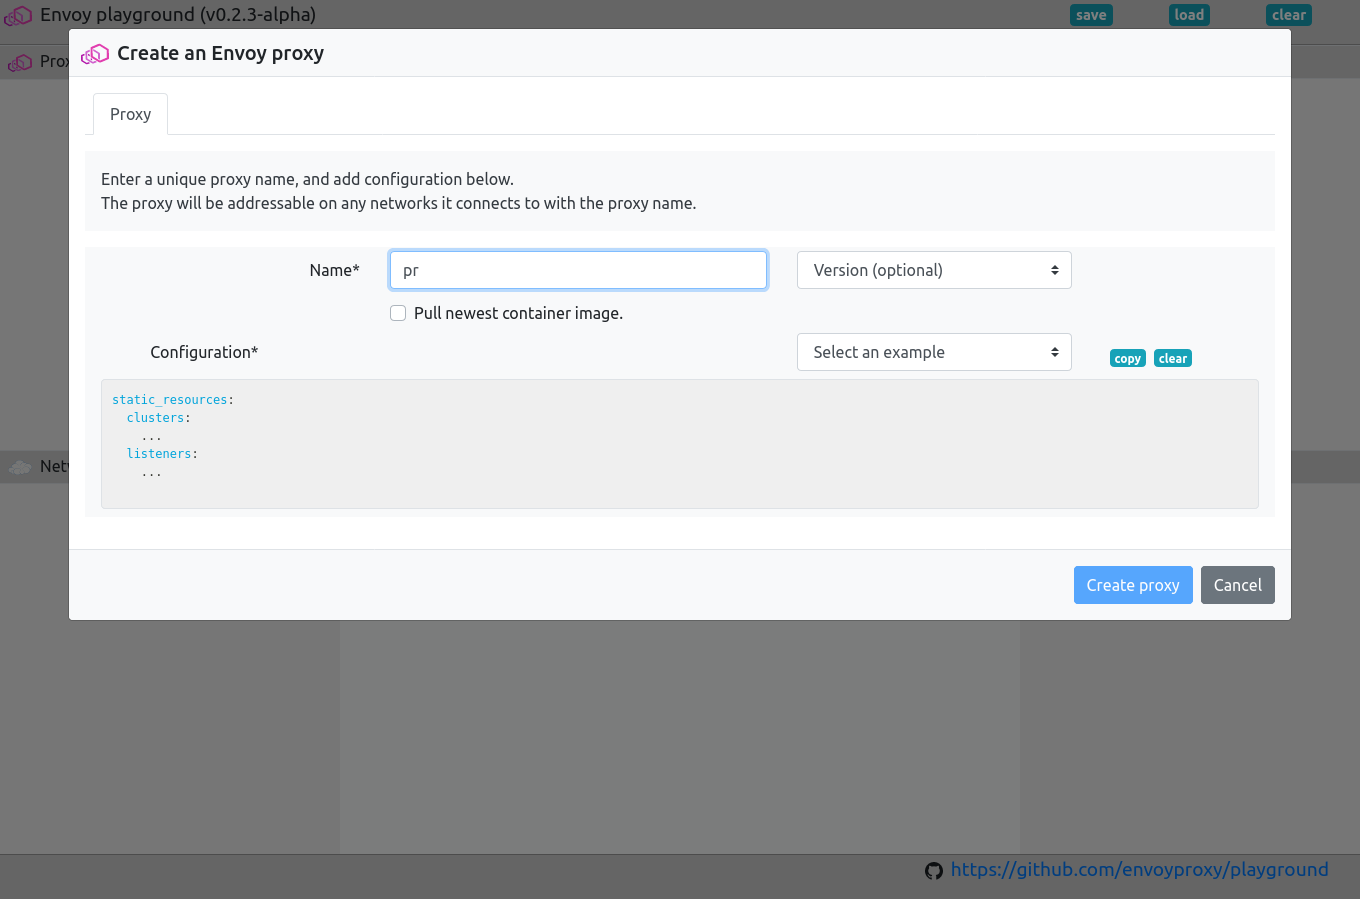 Envoy playground (v0.2.3-alpha)
save
load
clear
Create an Envoy proxy
Prox
Proxy
Enter a unique proxy name, and add configuration below.
The proxy will be addressable on any networks it connects to with the proxy name.
Name*
pr
Version (optional)
Pull newest container image.
Configuration*
Select an example
copy
clear
static_resources:
  clusters:
    ...
  listeners:
    ...
Netw
Create proxy
Cancel
https://github.com/envoyproxy/playground